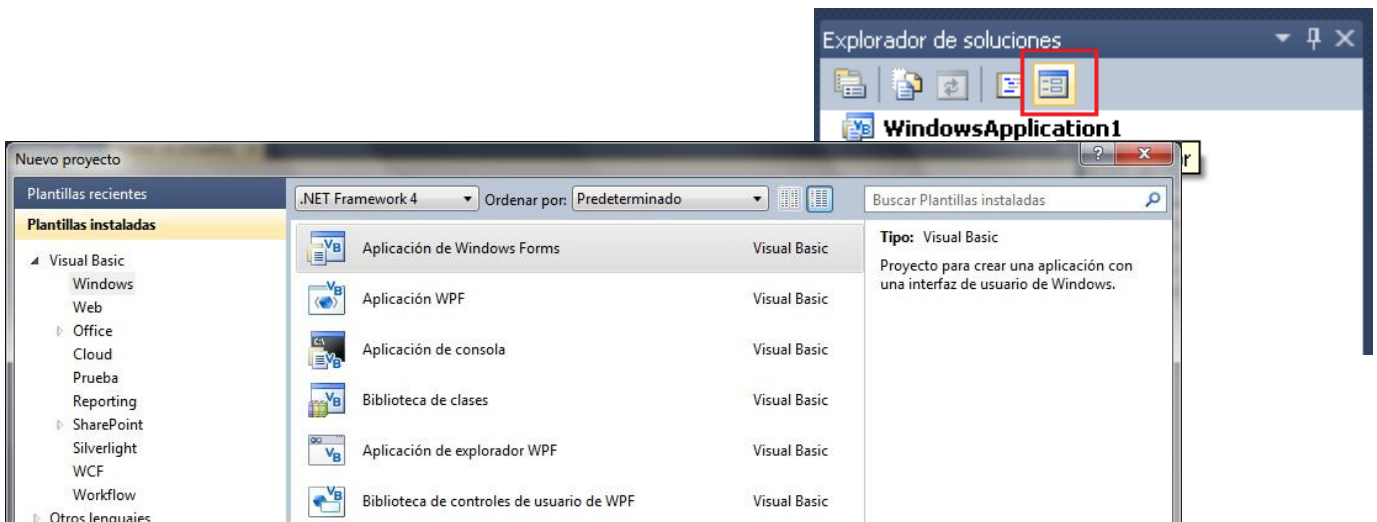 Explorador de soluciones
WindowsApplication1
Nuevo proyecto
Plantillas recientes
.NET Framework 4
Ordenar por:
Predeterminado
Buscar Plantillas instaladas
Plantillas instaladas
Visual Basic
Windows
Web
Office
Cloud
Prueba
Reporting
SharePoint
Silverlight
WCF
Workflow
Otros lenguajes
Aplicación de Windows Forms Visual Basic
Aplicación WPF Visual Basic
Aplicación de consola Visual Basic
Biblioteca de clases Visual Basic
Aplicación de explorador WPF Visual Basic
Biblioteca de controles de usuario de WPF Visual Basic
Tipo: Visual Basic
Proyecto para crear una aplicación con
una interfaz de usuario de Windows.